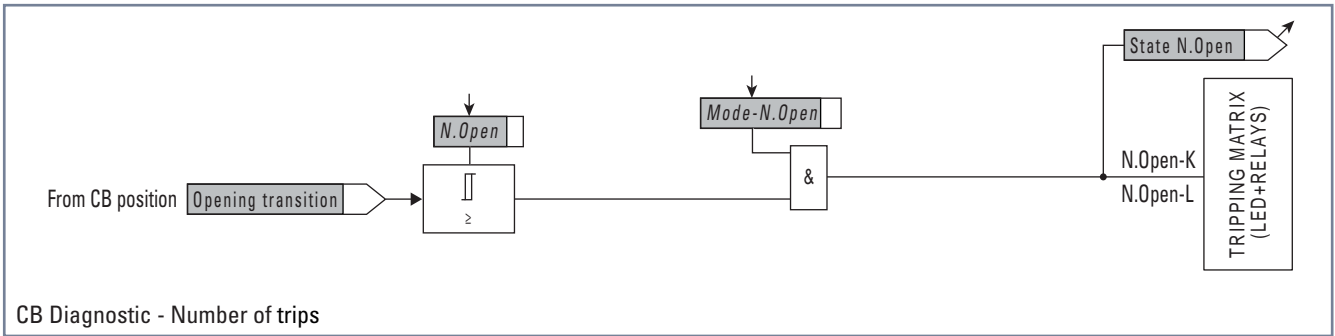 State N.Open
Mode-N.Open
N.Open
TRIPPING MATRIX
(LED+RELAYS)
N.Open-K
N.Open-L
&
From CB position
Opening transition
≥
CB Diagnostic - Number of trips